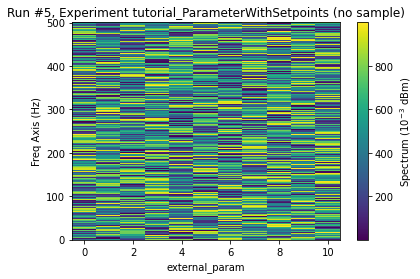 Run #5, Experiment tutorial_ParameterWithSetpoints (no sample)
500
400
300
200
100
0
Freq Axis (Hz)
0 2 4 6 8 10
external_param
800
600
400
200
Spectrum (10⁻³ dBm)